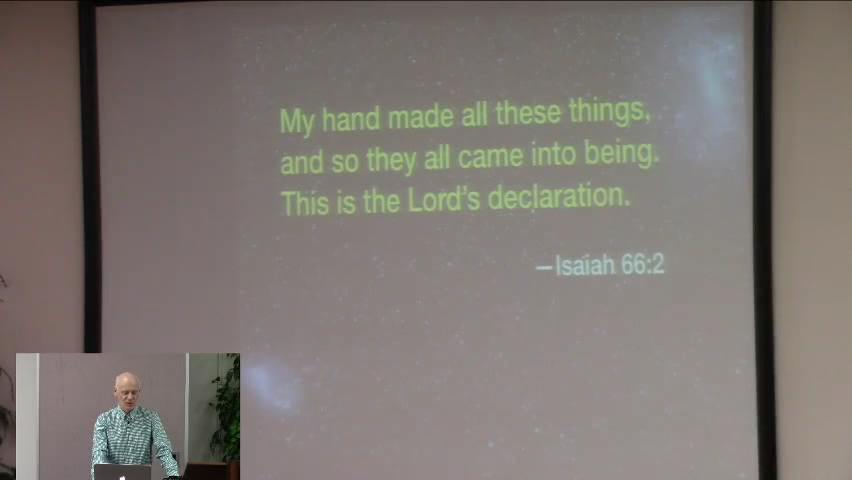 My hand made all these things,
and so they all came into being.
This is the Lord's declaration.
—Isaiah 66:2